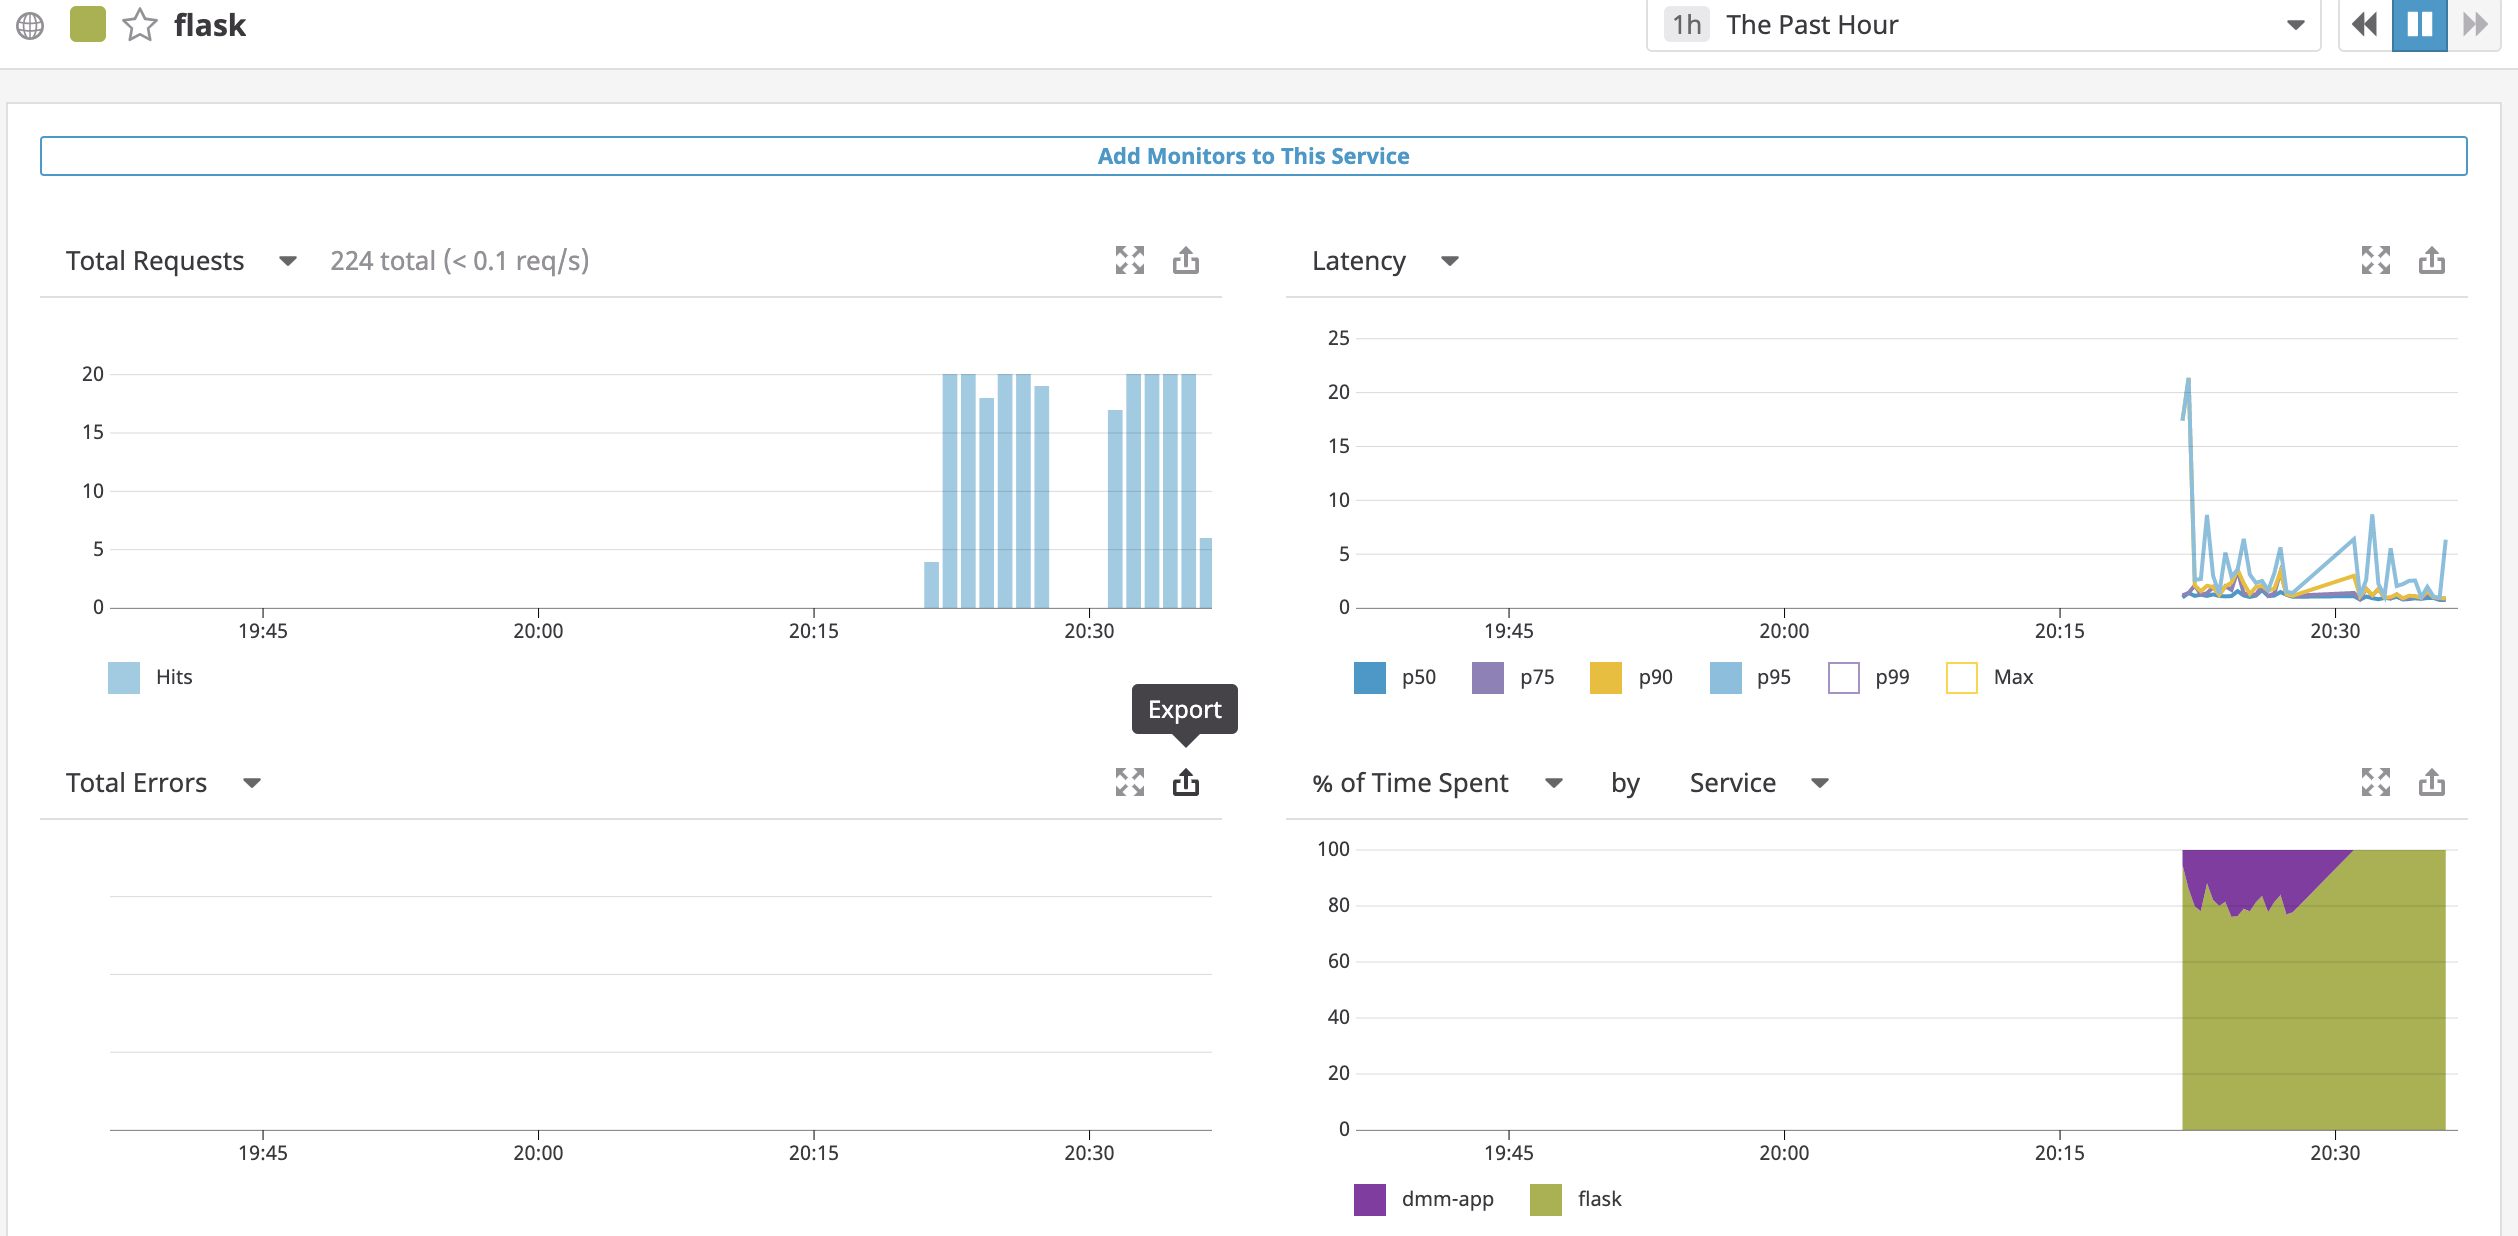 flask
1h The Past Hour
Add Monitors to This Service
Total Requests 224 total (< 0.1 req/s)
20
15
10
5
0
19:45 20:00 20:15 20:30
Hits
Latency
25
20
15
10
5
0
19:45 20:00 20:15 20:30
p50 p75 p90 p95 p99 Max
Export
Total Errors
19:45 20:00 20:15 20:30
% of Time Spent by Service
100
80
60
40
20
0
19:45 20:00 20:15 20:30
dmm-app flask